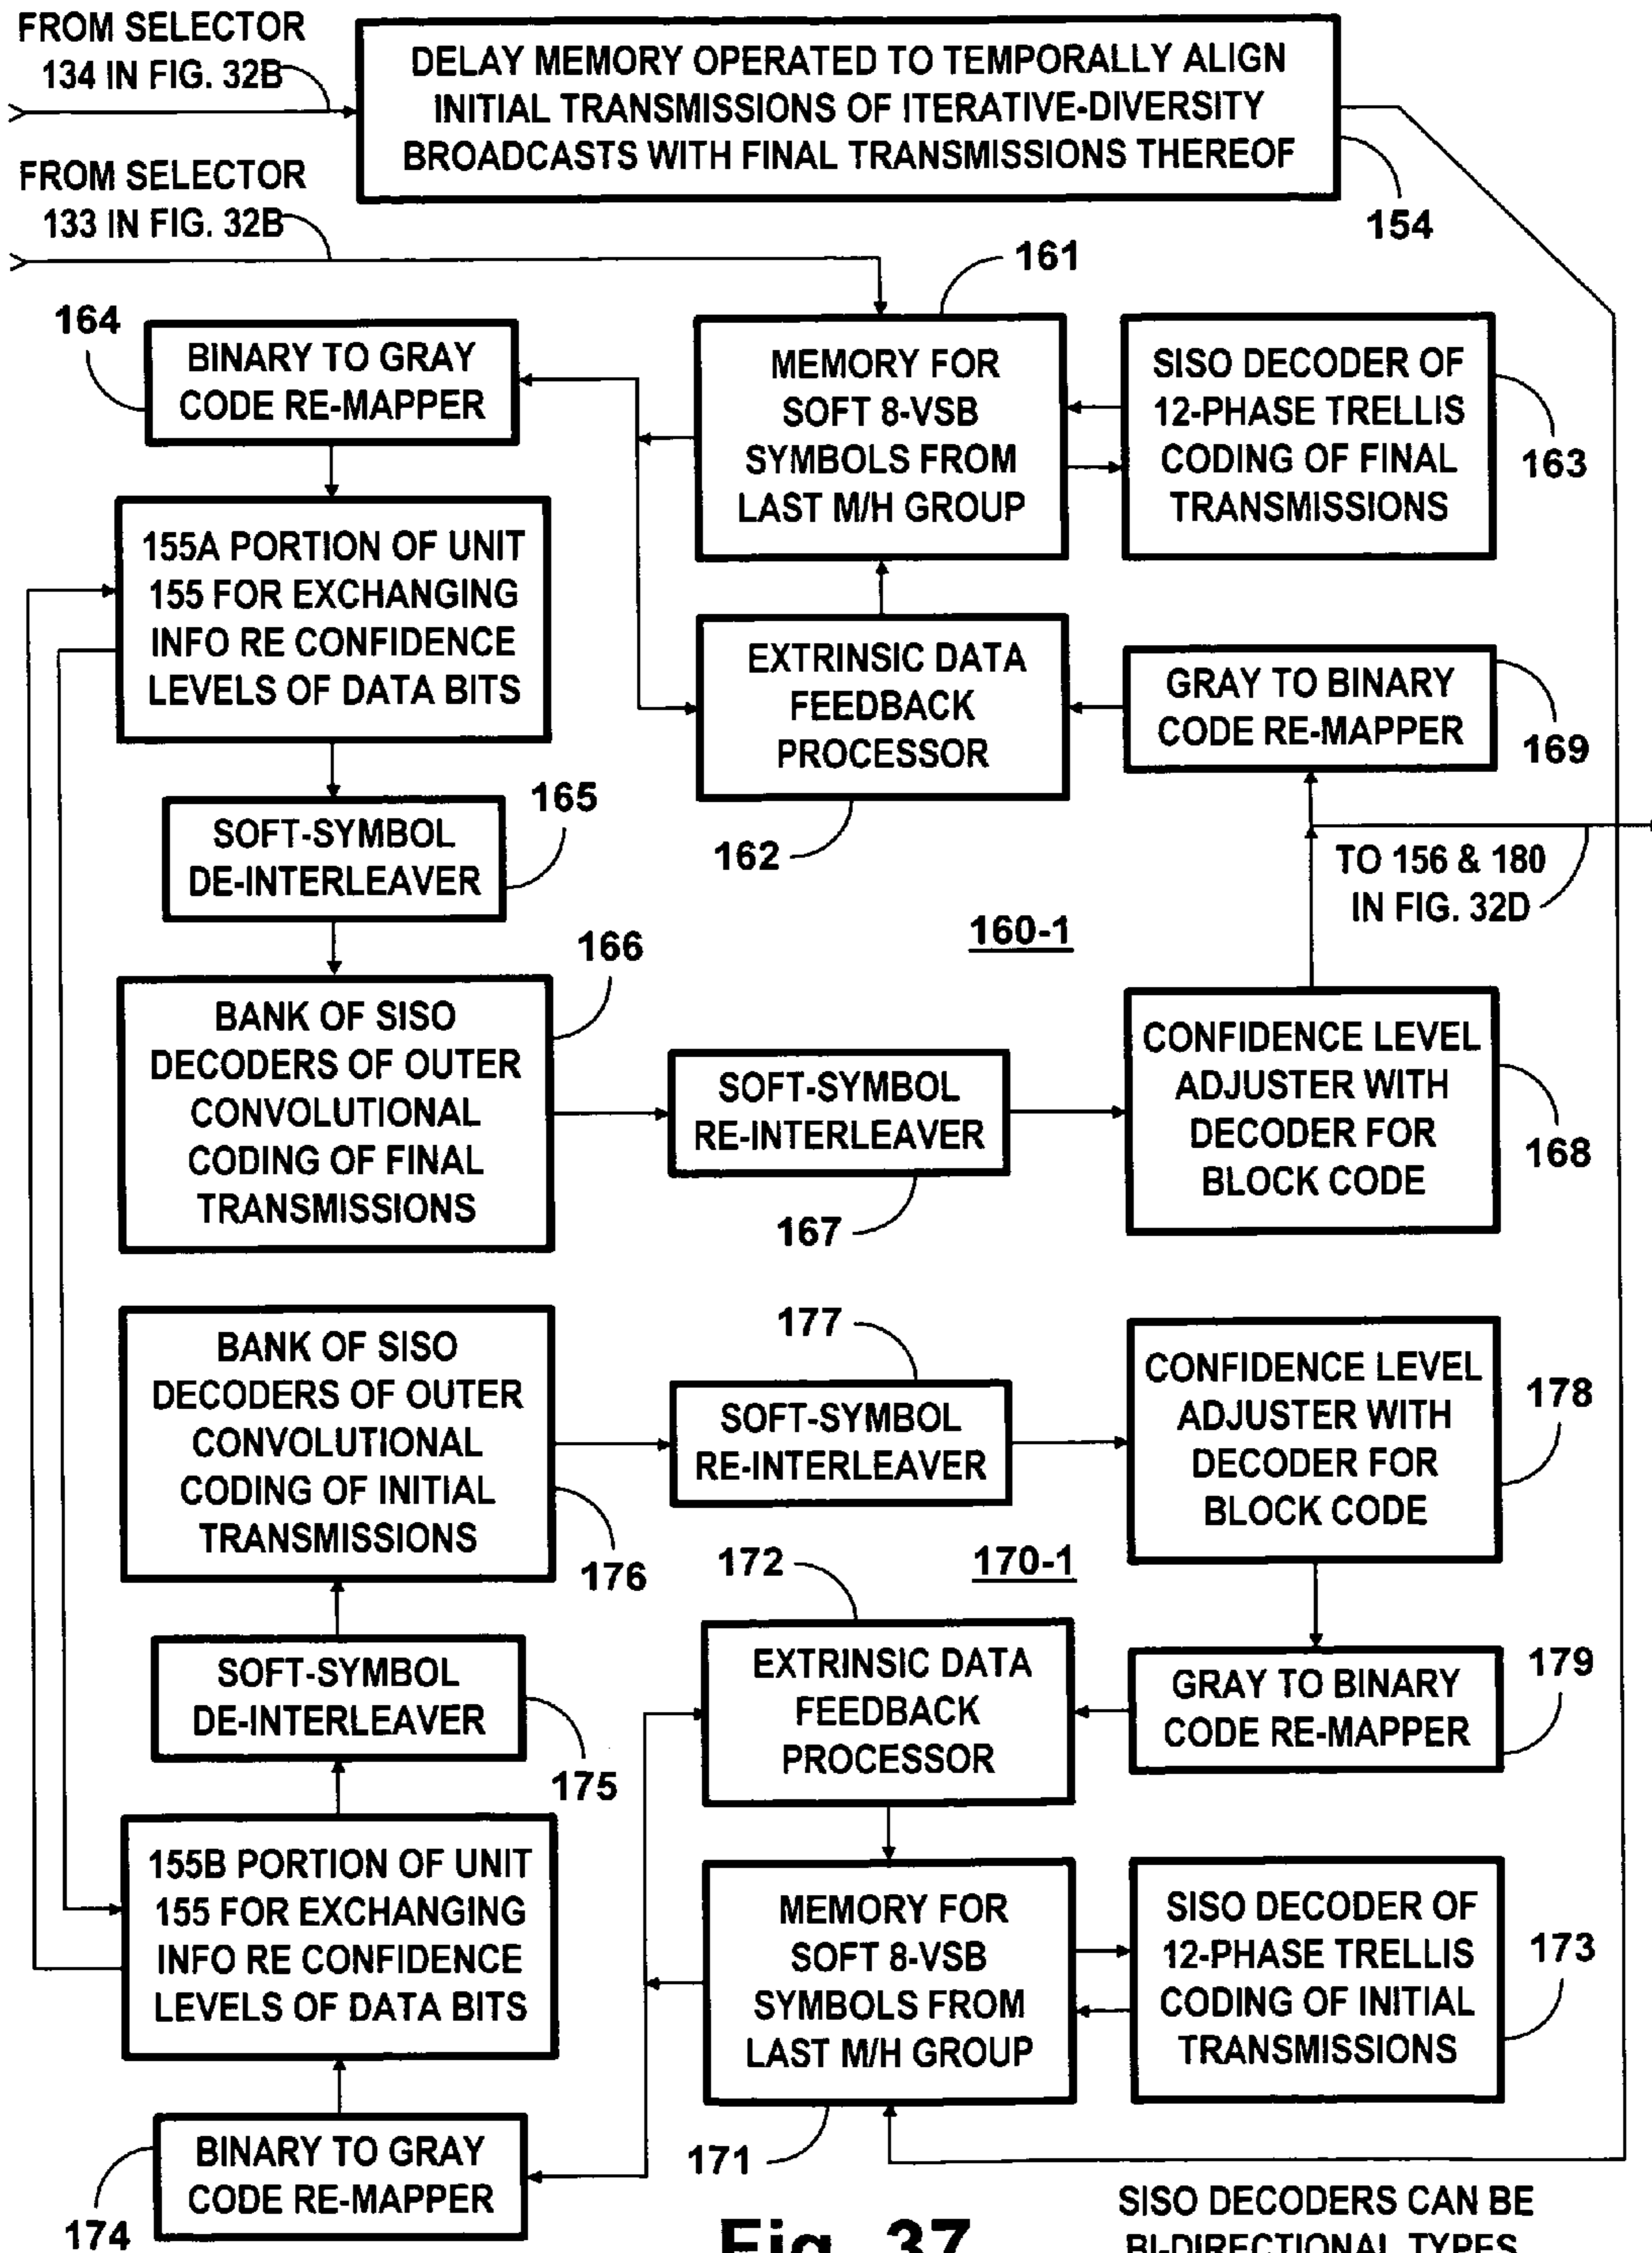 FROM SELECTOR
134 IN FIG. 32B
DELAY MEMORY OPERATED TO TEMPORALLY ALIGN
INITIAL TRANSMISSIONS OF ITERATIVE-DIVERSITY
BROADCASTS WITH FINAL TRANSMISSIONS THEREOF
154
FROM SELECTOR
133 IN FIG. 32B
164
BINARY TO GRAY
CODE RE-MAPPER
161
MEMORY FOR
SOFT 8-VSB
SYMBOLS FROM
LAST M/H GROUP
SISO DECODER OF
12-PHASE TRELLIS
CODING OF FINAL
TRANSMISSIONS
163
155A PORTION OF UNIT
155 FOR EXCHANGING
INFO RE CONFIDENCE
LEVELS OF DATA BITS
EXTRINSIC DATA
FEEDBACK
PROCESSOR
162
GRAY TO BINARY
CODE RE-MAPPER
169
SOFT-SYMBOL
DE-INTERLEAVER
165
TO 156 & 180
IN FIG. 32D
160-1
166
BANK OF SISO
DECODERS OF OUTER
CONVOLUTIONAL
CODING OF FINAL
TRANSMISSIONS
SOFT-SYMBOL
RE-INTERLEAVER
167
CONFIDENCE LEVEL
ADJUSTER WITH
DECODER FOR
BLOCK CODE
168
BANK OF SISO
DECODERS OF OUTER
CONVOLUTIONAL
CODING OF INITIAL
TRANSMISSIONS
176
177
SOFT-SYMBOL
RE-INTERLEAVER
CONFIDENCE LEVEL
ADJUSTER WITH
DECODER FOR
BLOCK CODE
178
172
170-1
SOFT-SYMBOL
DE-INTERLEAVER
175
EXTRINSIC DATA
FEEDBACK
PROCESSOR
GRAY TO BINARY
CODE RE-MAPPER
179
155B PORTION OF UNIT
155 FOR EXCHANGING
INFO RE CONFIDENCE
LEVELS OF DATA BITS
MEMORY FOR
SOFT 8-VSB
SYMBOLS FROM
LAST M/H GROUP
171
SISO DECODER OF
12-PHASE TRELLIS
CODING OF INITIAL
TRANSMISSIONS
173
BINARY TO GRAY
CODE RE-MAPPER
174
Fig. 37
SISO DECODERS CAN BE
BI-DIRECTIONAL TYPES